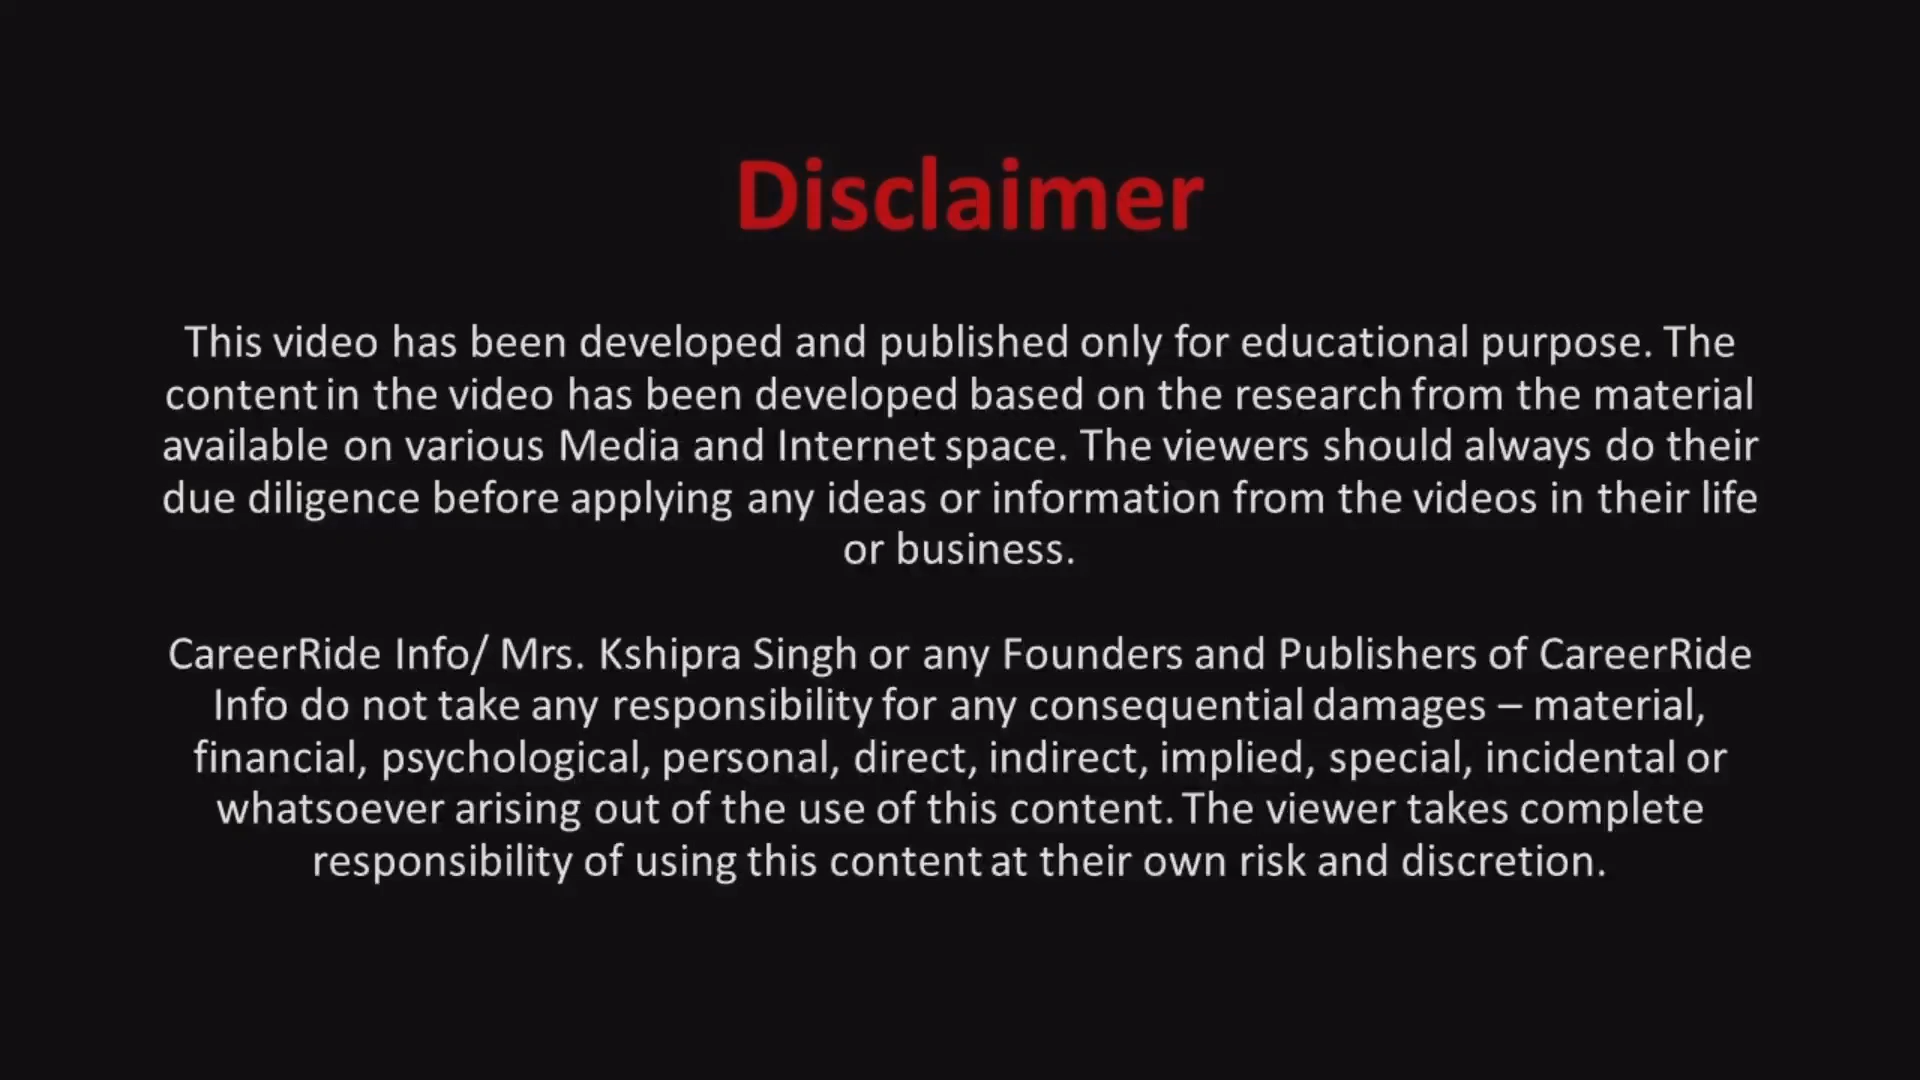 Disclaimer
This video has been developed and published only for educational purpose. The
content in the video has been developed based on the research from the material
available on various Media and Internet space. The viewers should always do their
due diligence before applying any ideas or information from the videos in their life
or business.
CareerRide Info/ Mrs. Kshipra Singh or any Founders and Publishers of CareerRide
Info do not take any responsibility for any consequential damages – material,
financial, psychological, personal, direct, indirect, implied, special, incidental or
whatsoever arising out of the use of this content. The viewer takes complete
responsibility of using this content at their own risk and discretion.